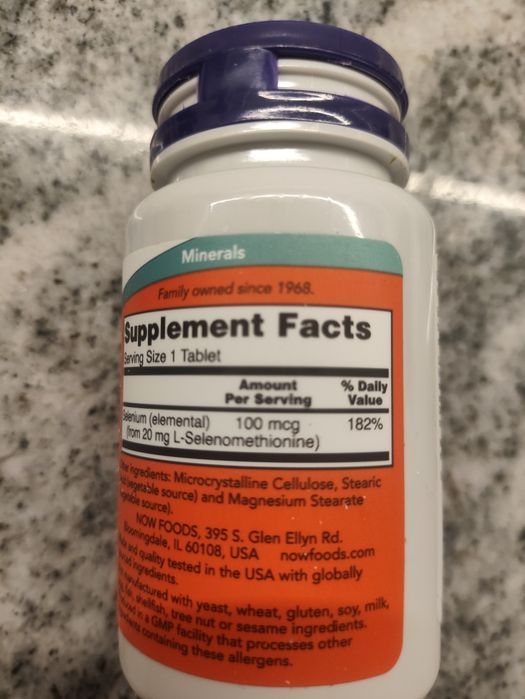 Minerals
Family owned since 1968.
Supplement Facts
Serving Size 1 Tablet
Amount Per Serving
% Daily Value
Selenium (elemental) 100 mcg 182%
(from 20 mg L-Selenomethionine)
ingredients: Microcrystalline Cellulose, Stearic
(vegetable source) and Magnesium Stearate
source).
NOW FOODS, 395 S. Glen Ellyn Rd.
Bloomingdale, IL 60108, USA nowfoods.com
and quality tested in the USA with globally
ingredients.
manufactured with yeast, wheat, gluten, soy, milk,
shellfish, tree nut or sesame ingredients.
in a GMP facility that processes other
containing these allergens.